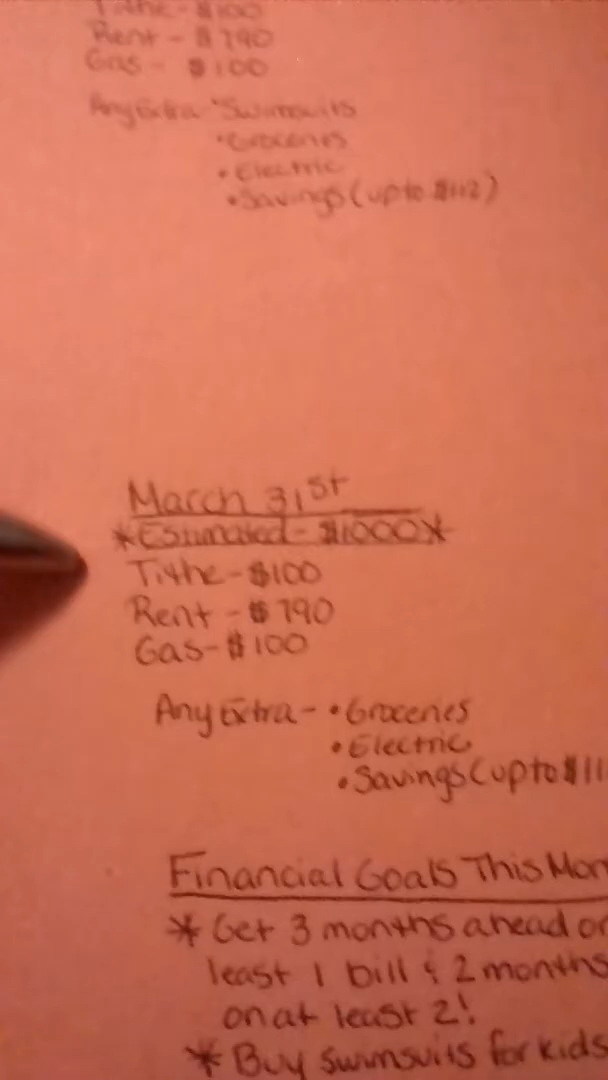 Tithe - $100
Rent - $790
Gas - $100
Any Extra - •Swimsuits
•Groceries
•Electric
•Savings (up to $112)
March 31st
*Estimated - $1000*
Tithe - $100
Rent - $790
Gas - $100
Any Extra - •Groceries
•Electric
•Savings (up to $11
Financial Goals This Mon
* Get 3 months ahead on
least 1 bill & 2 months
on at least 2!
* Buy swimsuits for kids